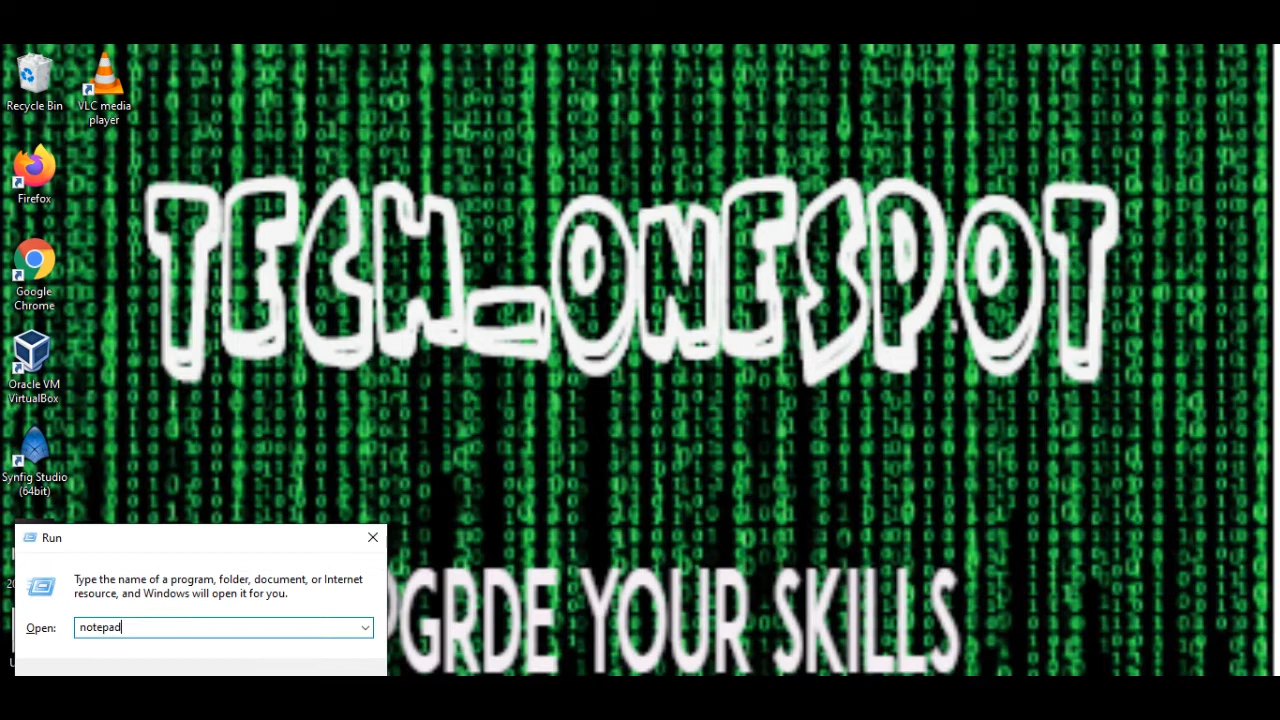 Recycle Bin
VLC media
player
Firefox
Google
Chrome
Oracle VM
VirtualBox
Synfig Studio
(64bit)
TECH_ONESPOT
PGRDE YOUR SKILLS
Run
Type the name of a program, folder, document, or Internet
resource, and Windows will open it for you.
Open:
notepad